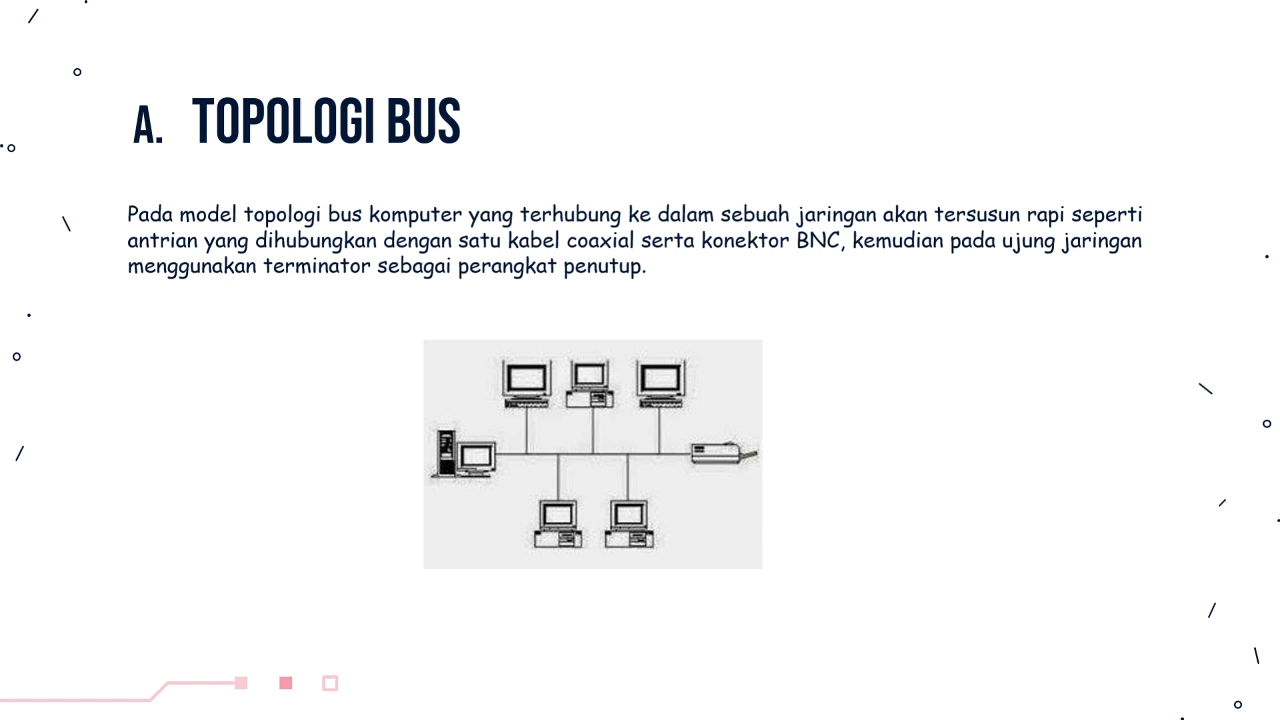 A. TOPOLOGI BUS
Pada model topologi bus komputer yang terhubung ke dalam sebuah jaringan akan tersusun rapi seperti
antrian yang dihubungkan dengan satu kabel coaxial serta konektor BNC, kemudian pada ujung jaringan
menggunakan terminator sebagai perangkat penutup.